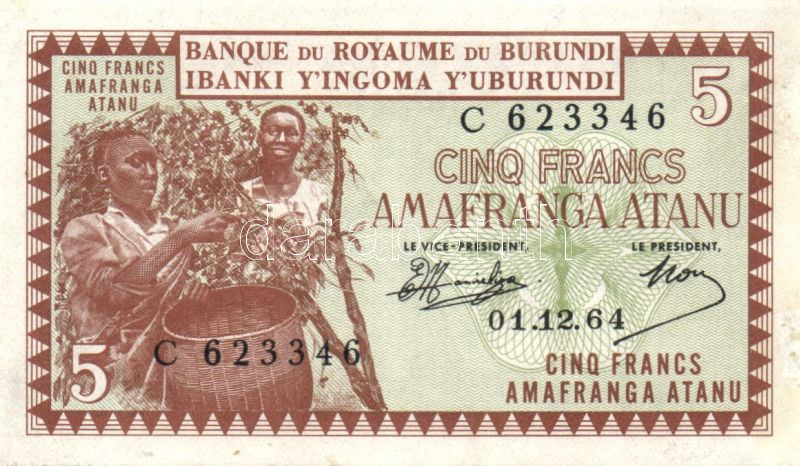 BANQUE DU ROYAUME DU BURUNDI
IBANKI Y'INGOMA Y'UBURUNDI
CINQ FRANCS
AMAFRANGA
ATANU
5
C 623346
CINQ FRANCS
AMAFRANGA ATANU
LE VICE-PRESIDENT,
LE PRESIDENT,
01.12.64
5
C 623346
CINQ FRANCS
AMAFRANGA ATANU